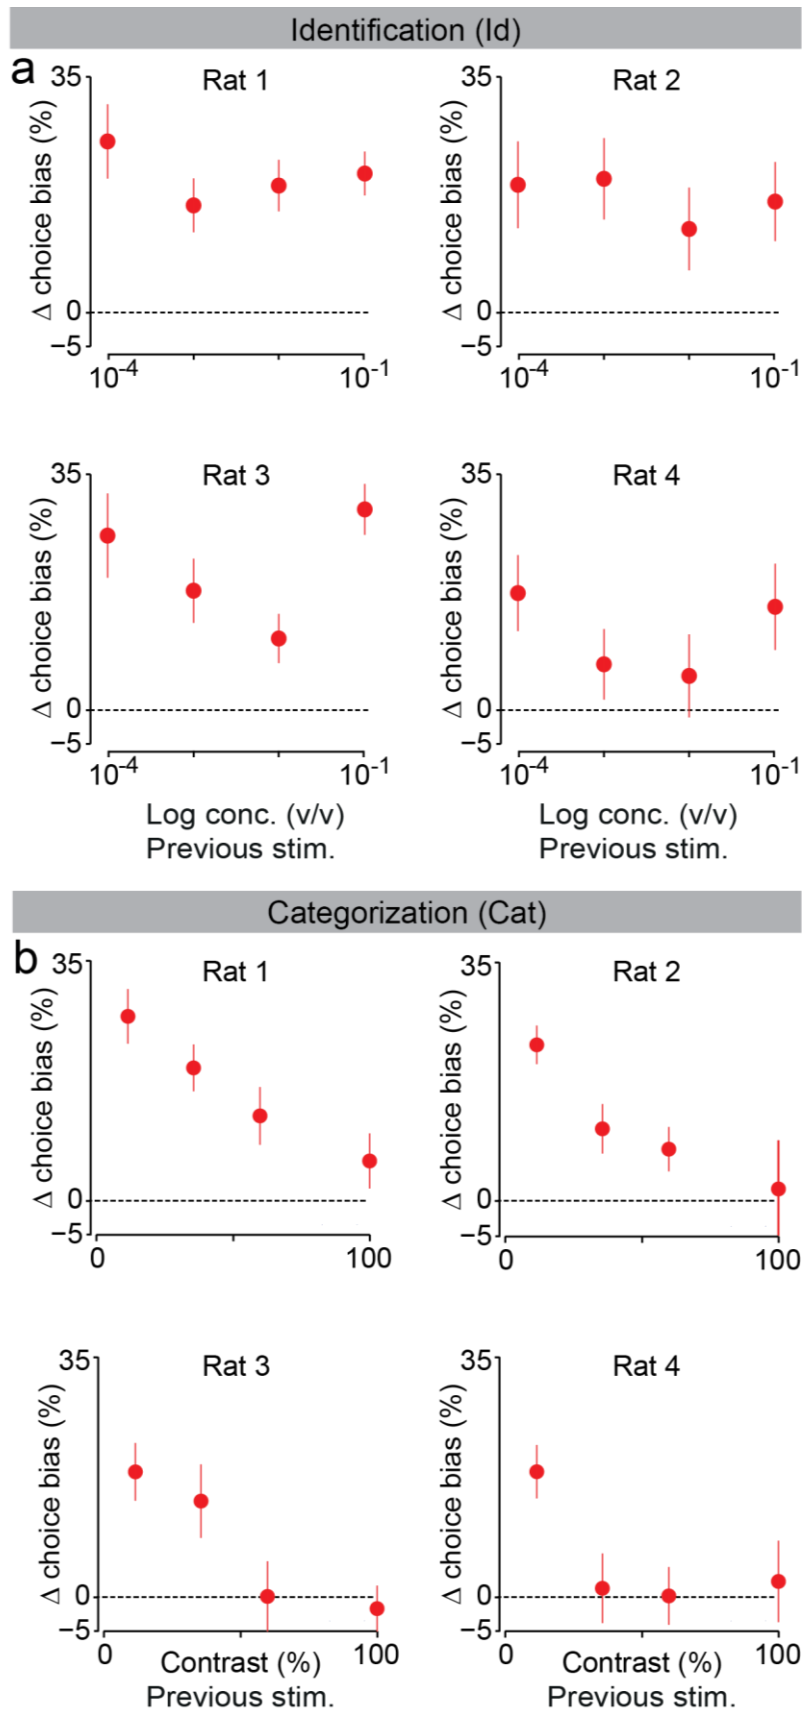 Identification (Id)
a
Rat 1
Δ choice bias (%)
35
0
−5
10-4
10-1
Rat 2
Δ choice bias (%)
35
0
−5
10-4
10-1
Rat 3
Δ choice bias (%)
35
0
−5
10-4
10-1
Log conc. (v/v)
Previous stim.
Rat 4
Δ choice bias (%)
35
0
−5
10-4
10-1
Log conc. (v/v)
Previous stim.
Categorization (Cat)
b
Rat 1
Δ choice bias (%)
35
0
−5
0
100
Rat 2
Δ choice bias (%)
35
0
−5
0
100
Rat 3
Δ choice bias (%)
35
0
−5
0
100
Contrast (%)
Previous stim.
Rat 4
Δ choice bias (%)
35
0
−5
0
100
Contrast (%)
Previous stim.